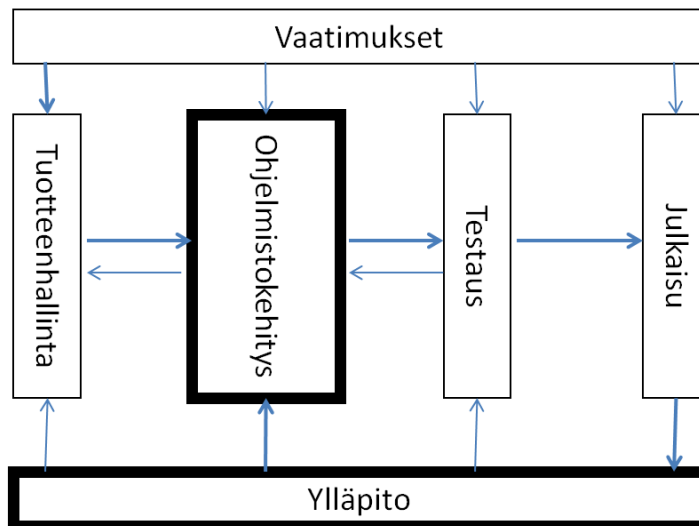 Vaatimukset
Tuotteenhallinta
Ohjelmistokehitys
Testaus
Julkaisu
Ylläpito